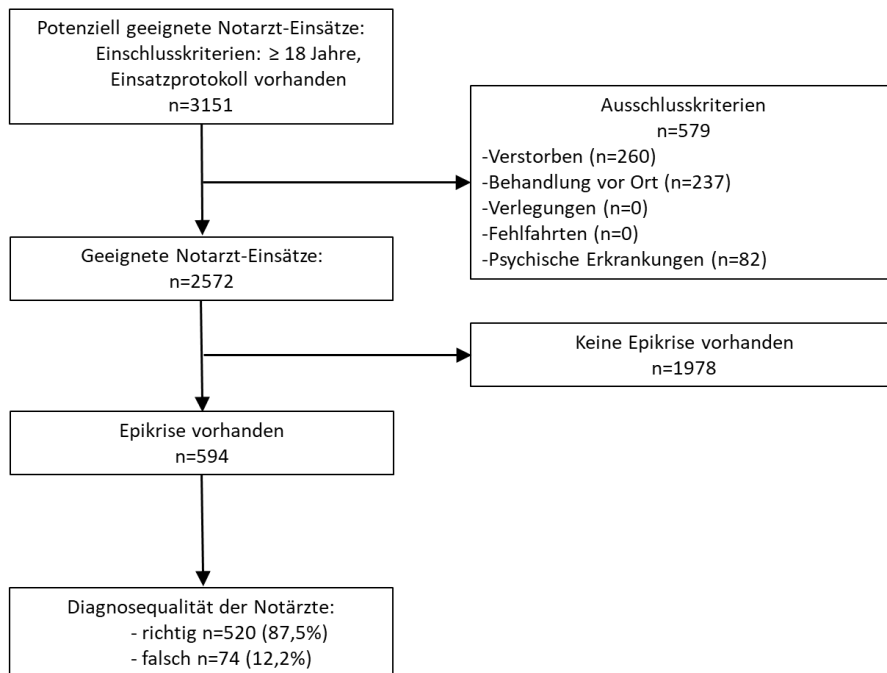 Potenziell geeignete Notarzt-Einsätze:
Einschlusskriterien: ≥ 18 Jahre,
Einsatzprotokoll vorhanden
n=3151
Ausschlusskriterien
n=579
-Verstorben (n=260)
-Behandlung vor Ort (n=237)
-Verlegungen (n=0)
-Fehlfahrten (n=0)
-Psychische Erkrankungen (n=82)
Geeignete Notarzt-Einsätze:
n=2572
Keine Epikrise vorhanden
n=1978
Epikrise vorhanden
n=594
Diagnosequalität der Notärzte:
- richtig n=520 (87,5%)
- falsch n=74 (12,2%)